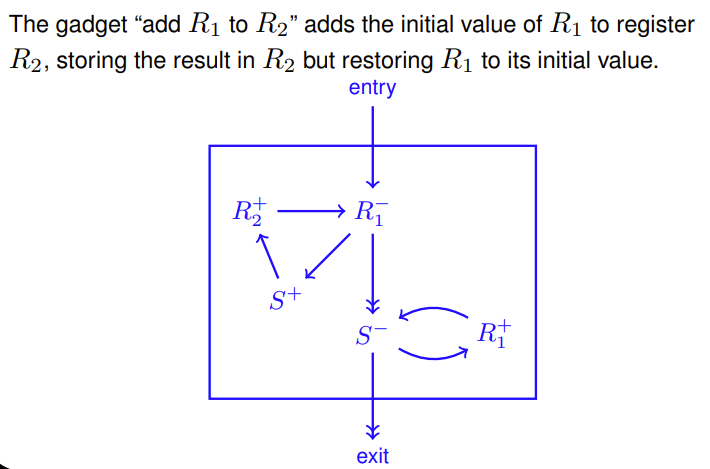 The gadget “add R₁ to R₂” adds the initial value of R₁ to register
R₂, storing the result in R₂ but restoring R₁ to its initial value.
entry
R₂⁺ R₁⁻
S⁺
S⁻ R₁⁺
exit